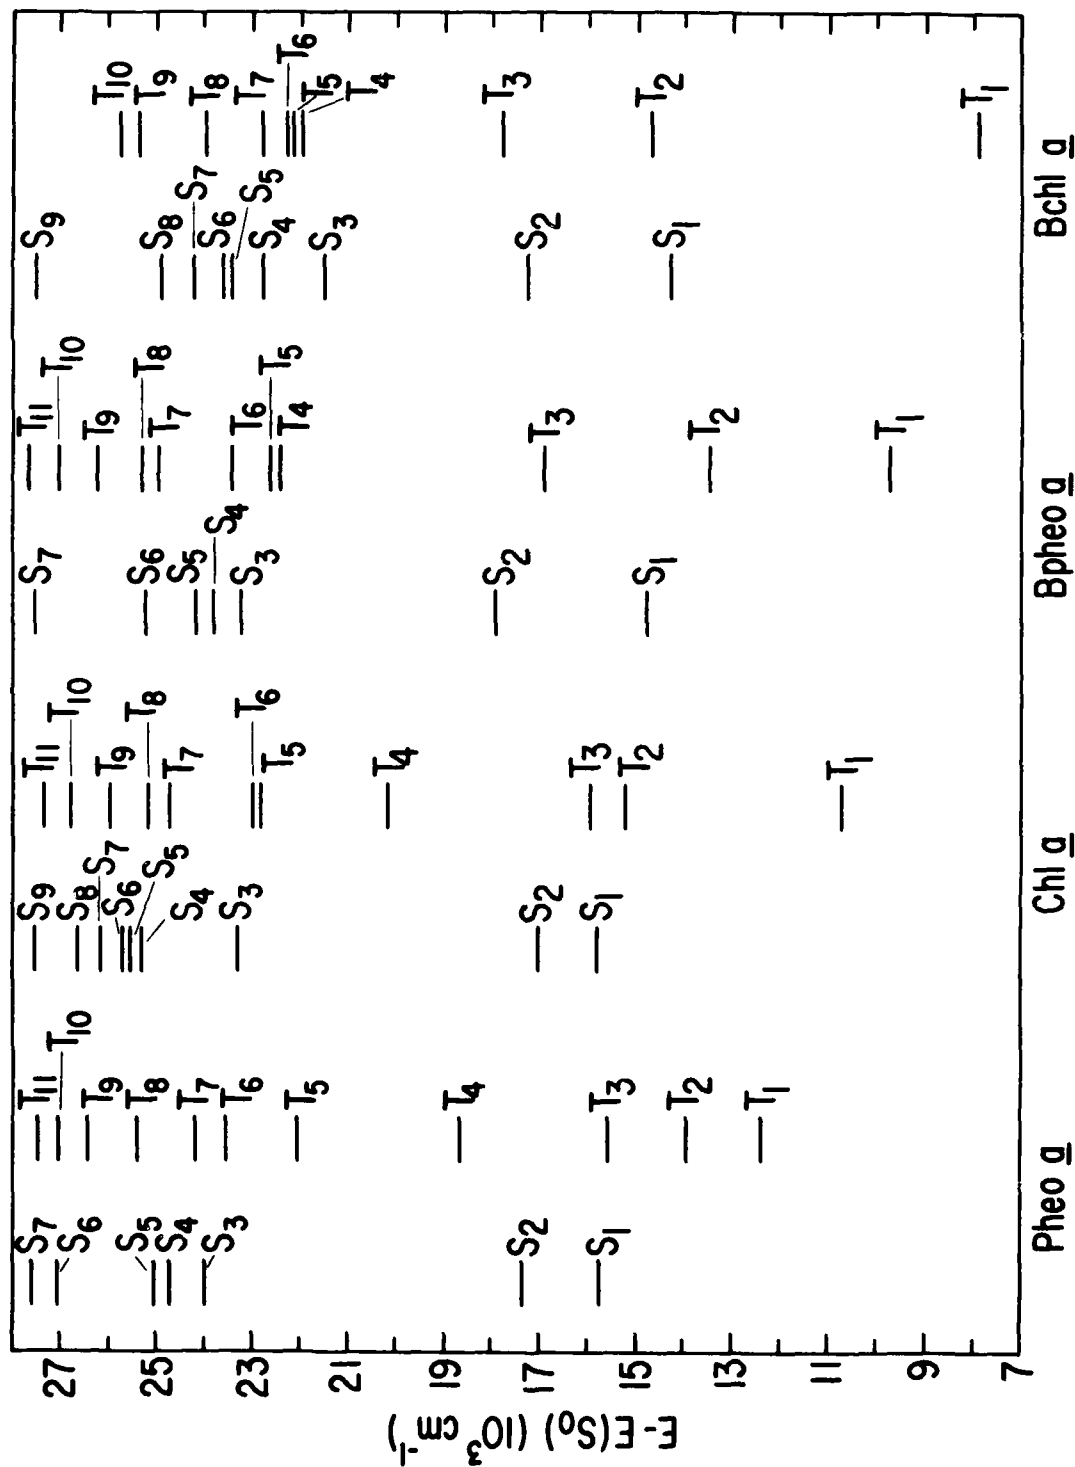 E-E(S0) (10^3 cm^-1)
27
25
23
21
19
17
15
13
11
9
7
S7
S6
S5
S4
S3
S2
S1
T11
T10
T9
T8
T7
T6
T5
T4
T3
T2
T1
Pheo a
S9
S8
S7
S6
S5
S4
S3
S2
S1
T11
T10
T9
T8
T7
T6
T5
T4
T3
T2
T1
Chl a
S7
S6
S5
S4
S3
S2
S1
T11
T10
T9
T8
T7
T6
T5
T4
T3
T2
T1
Bpheo a
S9
S8
S7
S6
S5
S4
S3
S2
S1
T10
T9
T8
T7
T6
T5
T4
T3
T2
T1
Bchl a